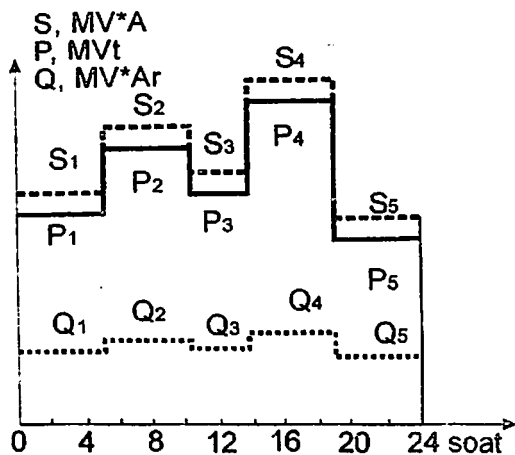 S, MV*A
P, MVt
Q, MV*Ar
S4
S2
S3
S1
P4
P2
P3
S5
P1
P5
Q4
Q2
Q1
Q3
Q5
0 4 8 12 16 20 24 soat